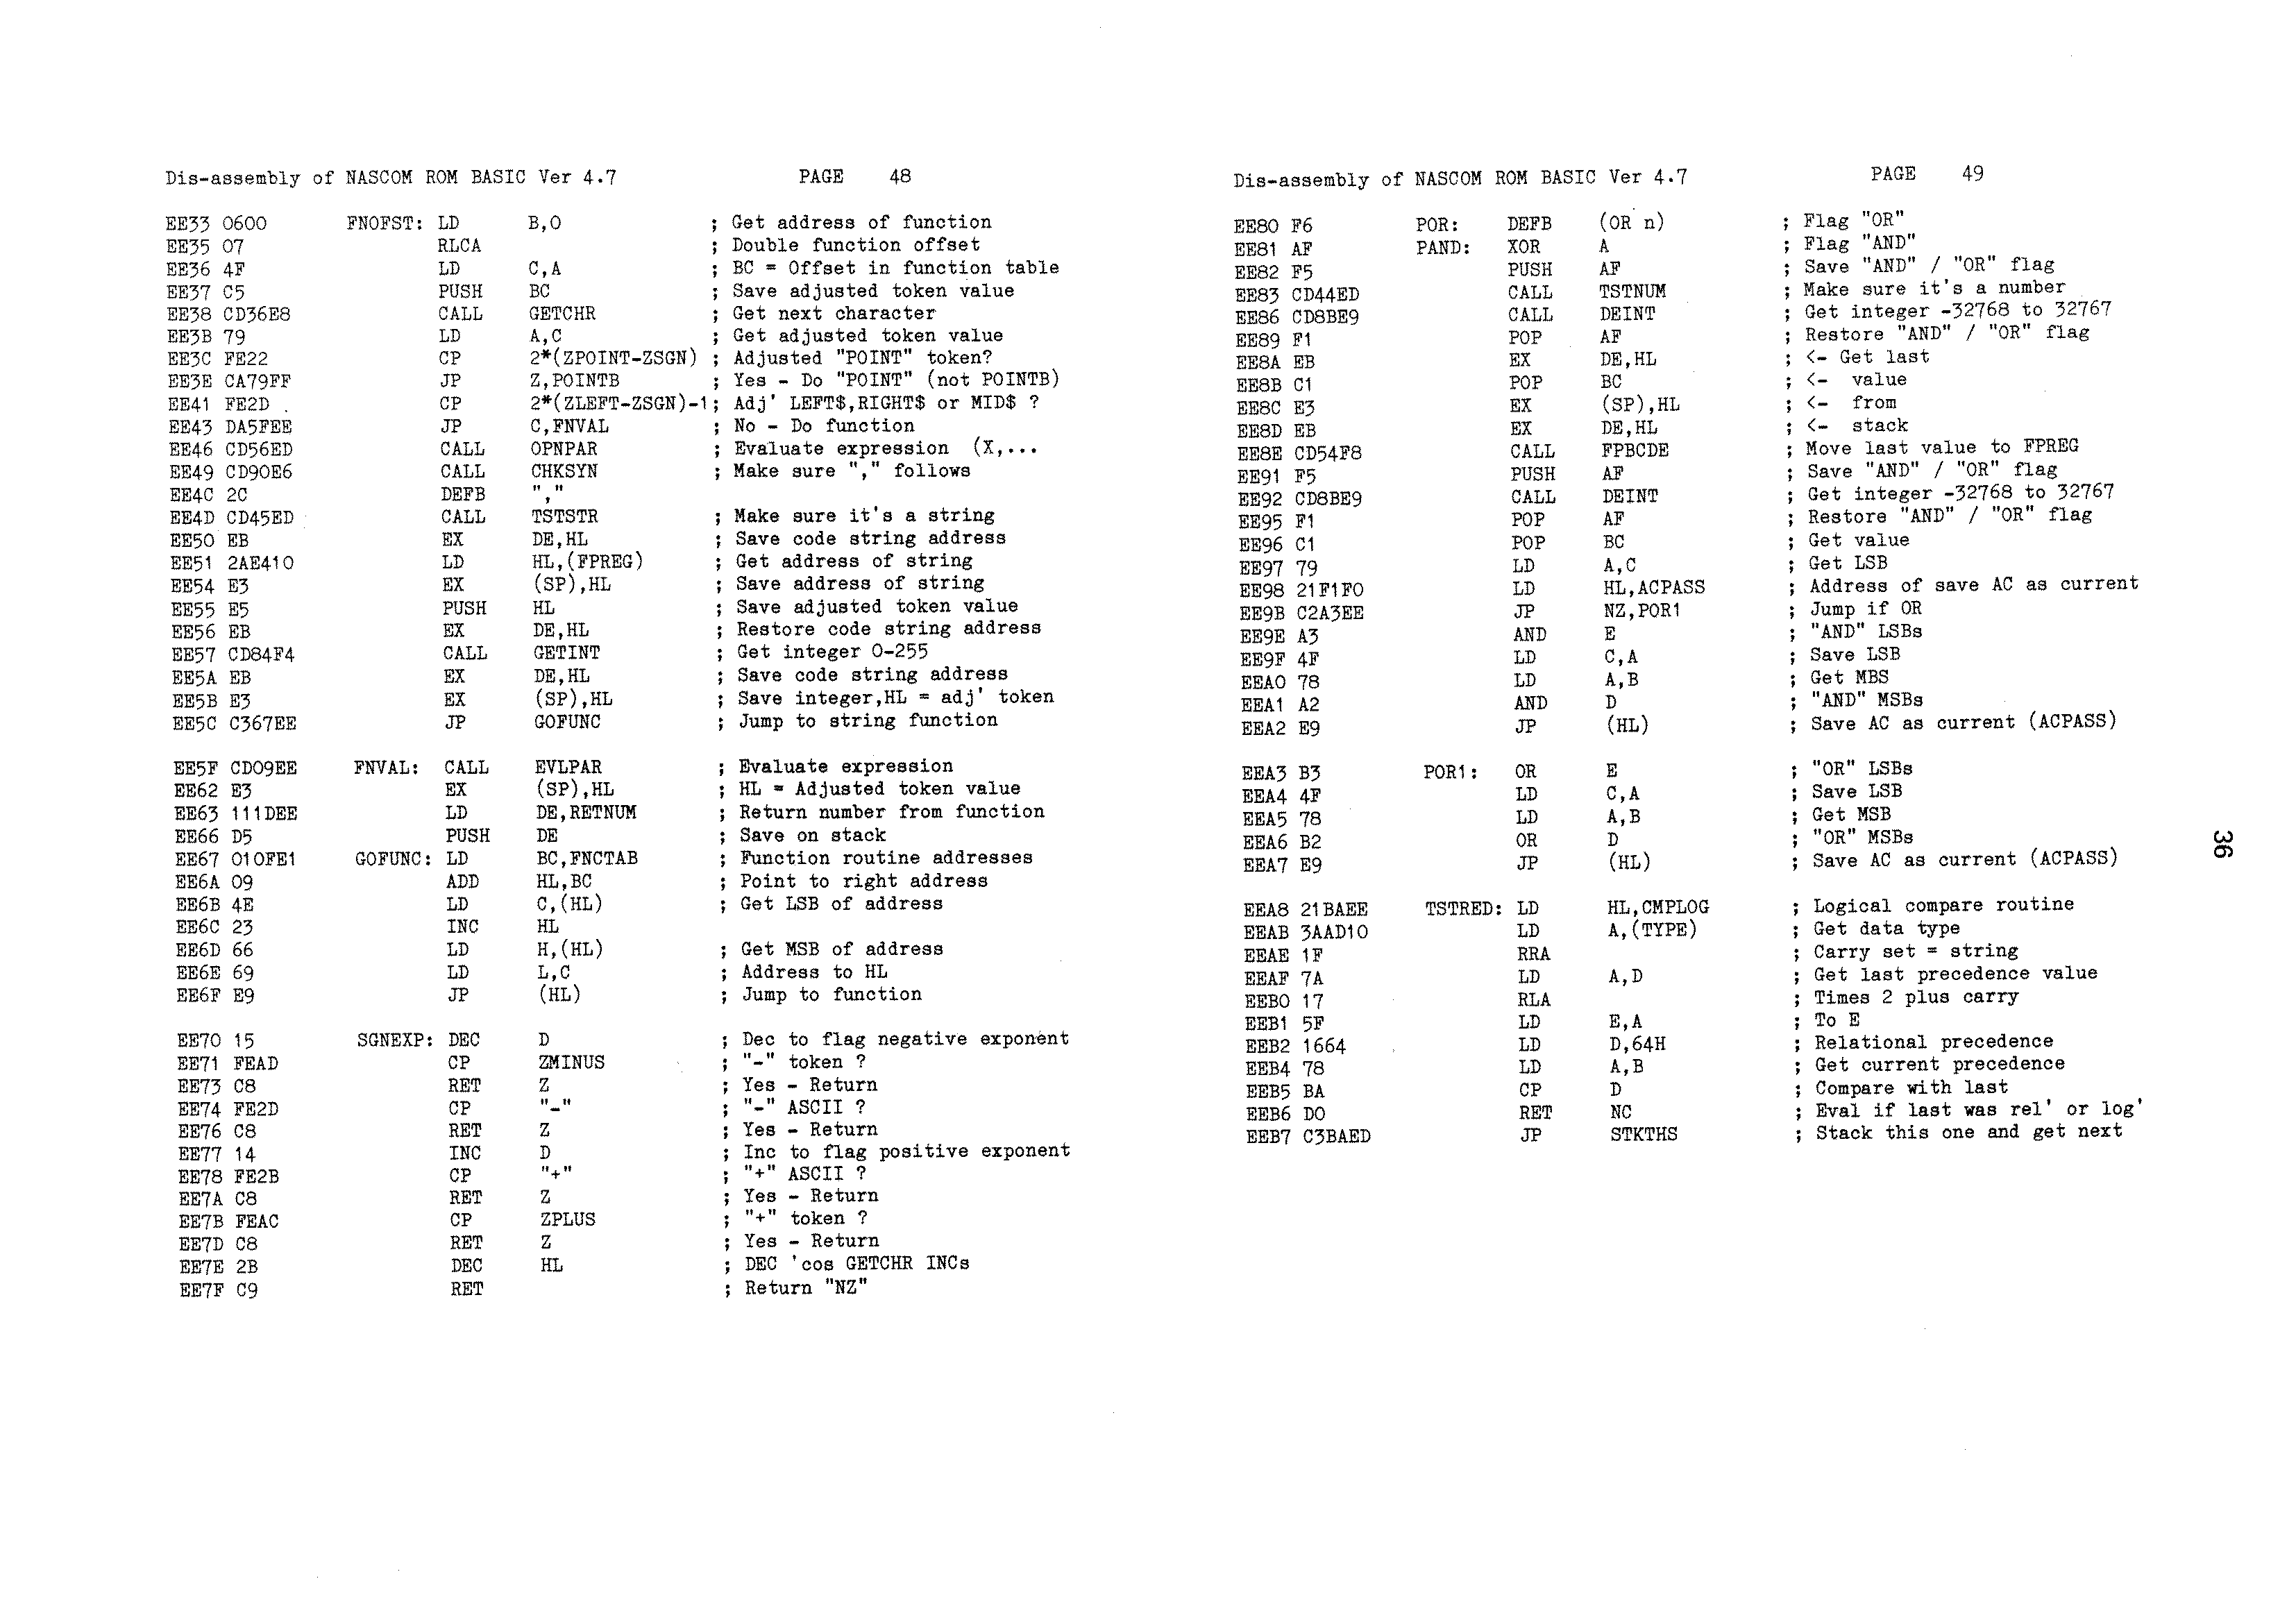 Dis-assembly of NASCOM ROM BASIC Ver 4.7 PAGE 48
EE33 0600 FNOFST: LD B,0 ; Get address of function
EE35 07 RLCA ; Double function offset
EE36 4F LD C,A ; BC = Offset in function table
EE37 C5 PUSH BC ; Save adjusted token value
EE38 CD36E8 CALL GETCHR ; Get next character
EE3B 79 LD A,C ; Get adjusted token value
EE3C FE22 CP 2*(ZPOINT-ZSGN) ; Adjusted "POINT" token?
EE3E CA79FF JP Z,POINTB ; Yes - Do "POINT" (not POINTB)
EE41 FE2D CP 2*(ZLEFT-ZSGN)-1; Adj' LEFT$,RIGHT$ or MID$ ?
EE43 DA5FEE JP C,FNVAL ; No - Do function
EE46 CD56ED CALL OPNPAR ; Evaluate expression (X,...
EE49 CD90E6 CALL CHKSYN ; Make sure "," follows
EE4C 2C DEFB ","
EE4D CD45ED CALL TSTSTR ; Make sure it's a string
EE50 EB EX DE,HL ; Save code string address
EE51 2AE410 LD HL,(FPREG) ; Get address of string
EE54 E3 EX (SP),HL ; Save address of string
EE55 E5 PUSH HL ; Save adjusted token value
EE56 EB EX DE,HL ; Restore code string address
EE57 CD84F4 CALL GETINT ; Get integer 0-255
EE5A EB EX DE,HL ; Save code string address
EE5B E3 EX (SP),HL ; Save integer,HL = adj' token
EE5C C367EE JP GOFUNC ; Jump to string function
EE5F CD09EE FNVAL: CALL EVLPAR ; Evaluate expression
EE62 E3 EX (SP),HL ; HL = Adjusted token value
EE63 111DEE LD DE,RETNUM ; Return number from function
EE66 D5 PUSH DE ; Save on stack
EE67 010FE1 GOFUNC: LD BC,FNCTAB ; Function routine addresses
EE6A 09 ADD HL,BC ; Point to right address
EE6B 4E LD C,(HL) ; Get LSB of address
EE6C 23 INC HL
EE6D 66 LD H,(HL) ; Get MSB of address
EE6E 69 LD L,C ; Address to HL
EE6F E9 JP (HL) ; Jump to function
EE70 15 SGNEXP: DEC D ; Dec to flag negative exponent
EE71 FEAD CP ZMINUS ; "-" token ?
EE73 C8 RET Z ; Yes - Return
EE74 FE2D CP "-" ; "-" ASCII ?
EE76 C8 RET Z ; Yes - Return
EE77 14 INC D ; Inc to flag positive exponent
EE78 FE2B CP "+" ; "+" ASCII ?
EE7A C8 RET Z ; Yes - Return
EE7B FEAC CP ZPLUS ; "+" token ?
EE7D C8 RET Z ; Yes - Return
EE7E 2B DEC HL ; DEC 'cos GETCHR INCs
EE7F C9 RET ; Return "NZ"
Dis-assembly of NASCOM ROM BASIC Ver 4.7 PAGE 49
EE80 F6 POR: DEFB (OR n) ; Flag "OR"
EE81 AF PAND: XOR A ; Flag "AND"
EE82 F5 PUSH AF ; Save "AND" / "OR" flag
EE83 CD44ED CALL TSTNUM ; Make sure it's a number
EE86 CD8BE9 CALL DEINT ; Get integer -32768 to 32767
EE89 F1 POP AF ; Restore "AND" / "OR" flag
EE8A EB EX DE,HL ; <- Get last
EE8B C1 POP BC ; <- value
EE8C E3 EX (SP),HL ; <- from
EE8D EB EX DE,HL ; <- stack
EE8E CD54F8 CALL FPBCDE ; Move last value to FPREG
EE91 F5 PUSH AF ; Save "AND" / "OR" flag
EE92 CD8BE9 CALL DEINT ; Get integer -32768 to 32767
EE95 F1 POP AF ; Restore "AND" / "OR" flag
EE96 C1 POP BC ; Get value
EE97 79 LD A,C ; Get LSB
EE98 21F1F0 LD HL,ACPASS ; Address of save AC as current
EE9B C2A3EE JP NZ,POR1 ; Jump if OR
EE9E A3 AND E ; "AND" LSBs
EE9F 4F LD C,A ; Save LSB
EEA0 78 LD A,B ; Get MBS
EEA1 A2 AND D ; "AND" MSBs
EEA2 E9 JP (HL) ; Save AC as current (ACPASS)
EEA3 B3 POR1: OR E ; "OR" LSBs
EEA4 4F LD C,A ; Save LSB
EEA5 78 LD A,B ; Get MSB
EEA6 B2 OR D ; "OR" MSBs
EEA7 E9 JP (HL) ; Save AC as current (ACPASS)
EEA8 21BAEE TSTRED: LD HL,CMPLOG ; Logical compare routine
EEAB 3AAD10 LD A,(TYPE) ; Get data type
EEAE 1F RRA ; Carry set = string
EEAF 7A LD A,D ; Get last precedence value
EEB0 17 RLA ; Times 2 plus carry
EEB1 5F LD E,A ; To E
EEB2 1664 LD D,64H ; Relational precedence
EEB4 78 LD A,B ; Get current precedence
EEB5 BA CP D ; Compare with last
EEB6 D0 RET NC ; Eval if last was rel' or log'
EEB7 C3BAED JP STKTHS ; Stack this one and get next
36